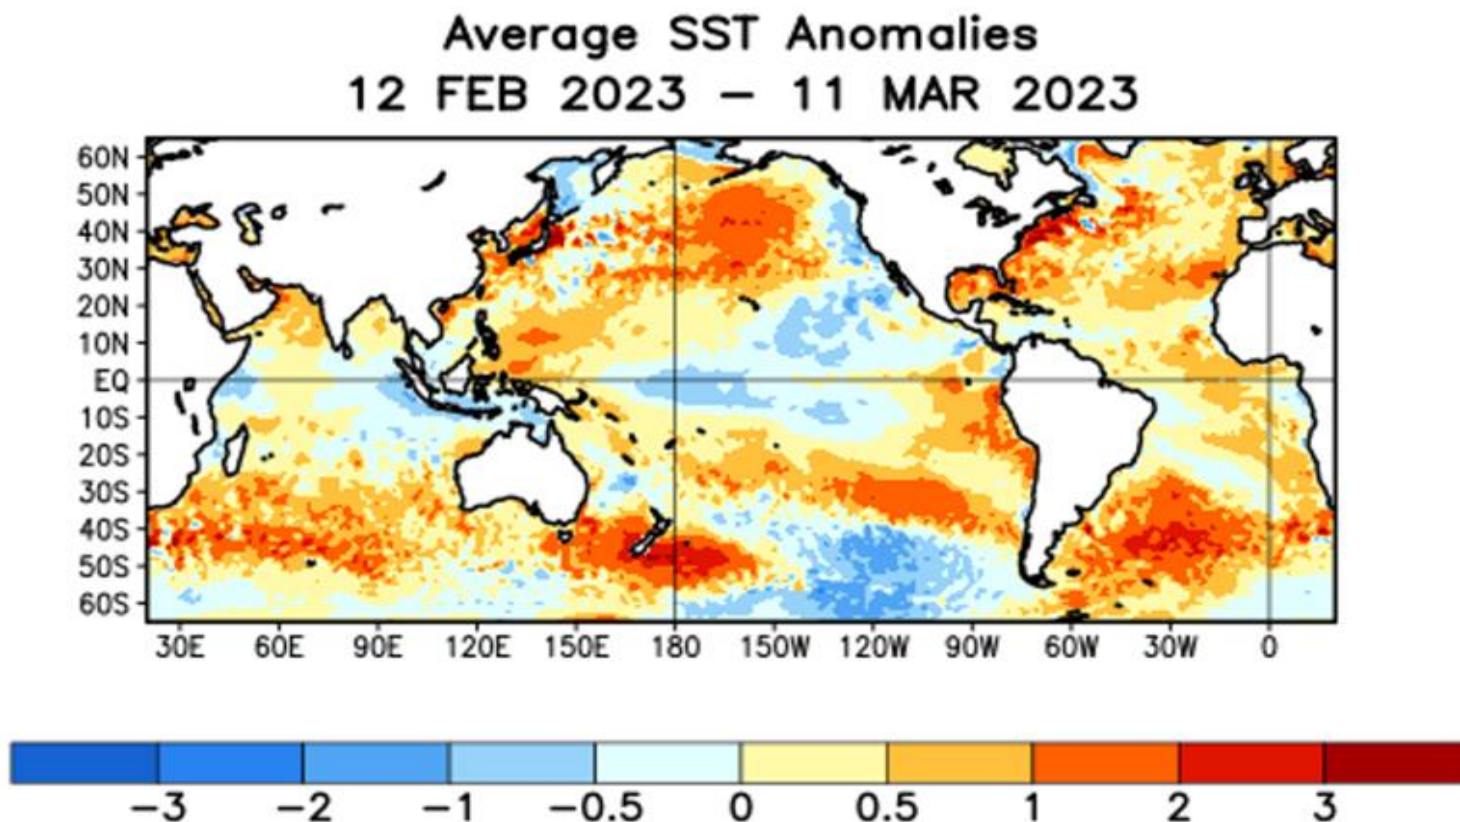 Average SST Anomalies
12 FEB 2023 – 11 MAR 2023
60N
50N
40N
30N
20N
10N
EQ
10S
20S
30S
40S
50S
60S
30E 60E 90E 120E 150E 180 150W 120W 90W 60W 30W 0
−3 −2 −1 −0.5 0 0.5 1 2 3